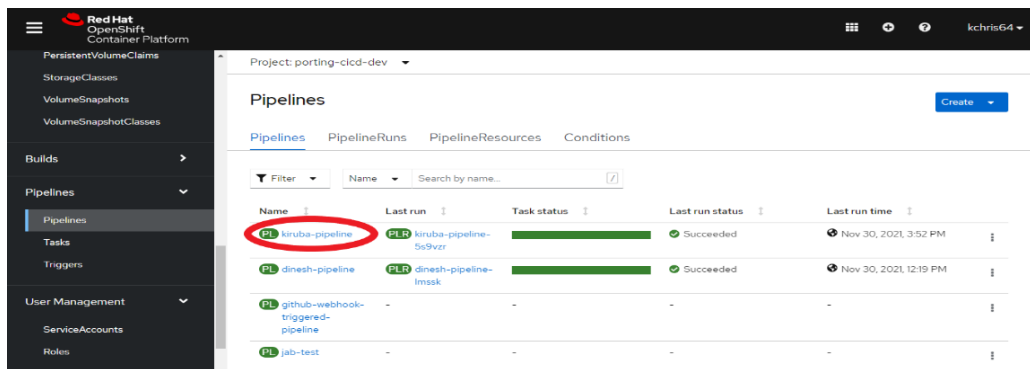 Red Hat
OpenShift
Container Platform
kchris64
PersistentVolumeClaims
StorageClasses
VolumeSnapshots
VolumeSnapshotClasses
Builds
Pipelines
Pipelines
Tasks
Triggers
User Management
ServiceAccounts
Roles
Project: porting-cicd-dev
Pipelines
Create
Pipelines PipelineRuns PipelineResources Conditions
Filter Name Search by name... /
Name Last run Task status Last run status Last run time
PL kiruba-pipeline PLR kiruba-pipeline- Succeeded Nov 30, 2021, 3:52 PM
5s9vzr
PL dinesh-pipeline PLR dinesh-pipeline- Succeeded Nov 30, 2021, 12:19 PM
lmssk
PL github-webhook- - - - -
triggered-
pipeline
PL jab-test - - - -